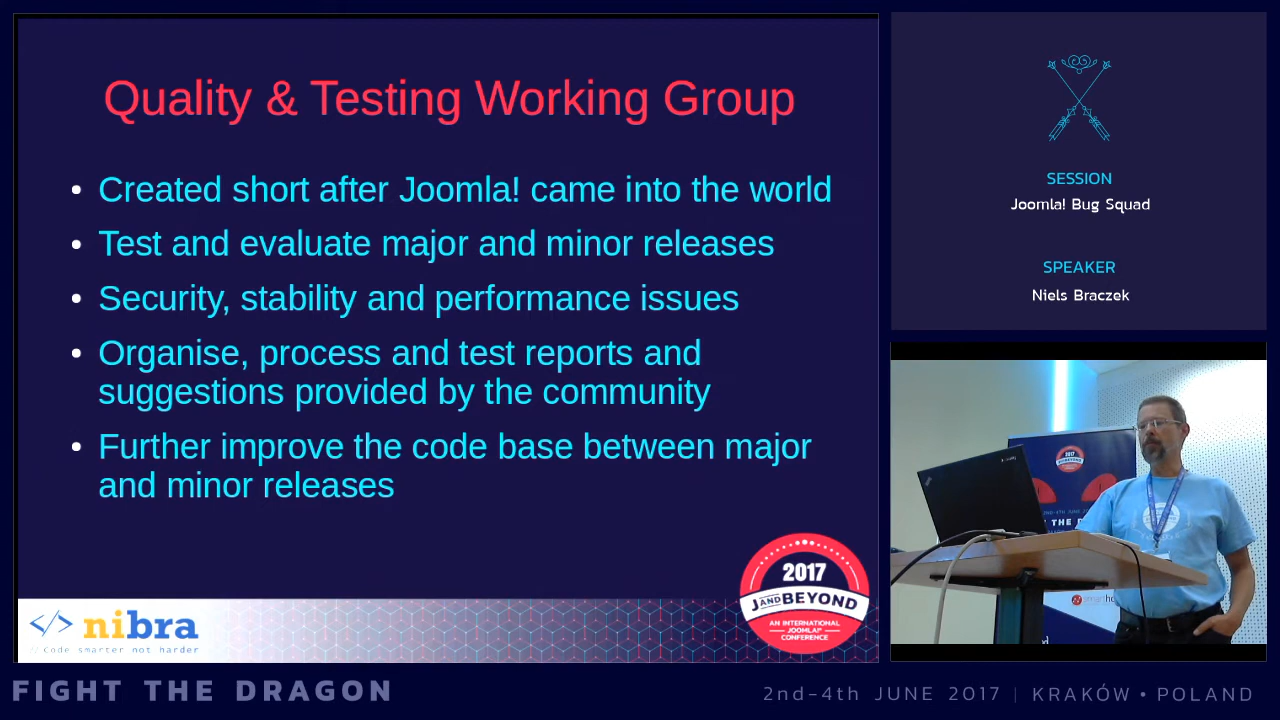 Quality & Testing Working Group
• Created short after Joomla! came into the world
• Test and evaluate major and minor releases
• Security, stability and performance issues
• Organise, process and test reports and
suggestions provided by the community
• Further improve the code base between major
and minor releases
</> nibra
// Code smarter not harder
2017
JANDBEYOND
AN INTERNATIONAL
JOOMLA!®
CONFERENCE
SESSION
Joomla! Bug Squad
SPEAKER
Niels Braczek
2017
FIGHT THE DRAGON
2nd-4th JUNE 2017 | KRAKÓW • POLAND